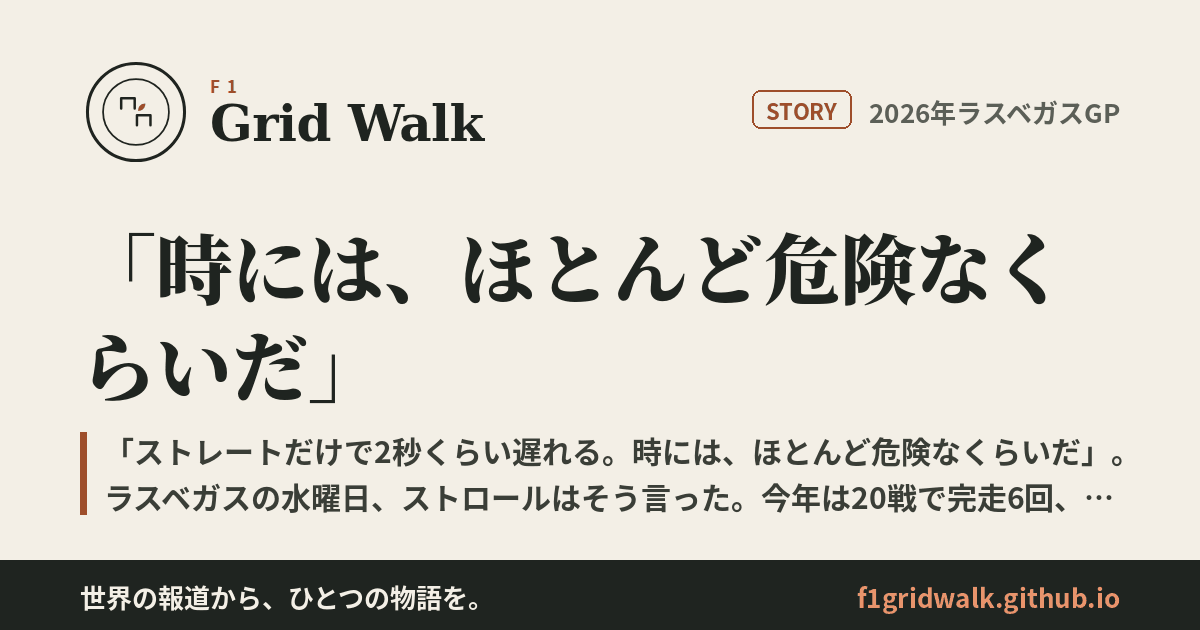 F1
Grid Walk
STORY 2026年ラスベガスGP
「時には、ほとんど危険なく
らいだ」
「ストレートだけで2秒くらい遅れる。時には、ほとんど危険なくらいだ」。
ラスベガスの水曜日、ストロールはそう言った。今年は20戦で完走6回、…
世界の報道から、ひとつの物語を。
f1gridwalk.github.io